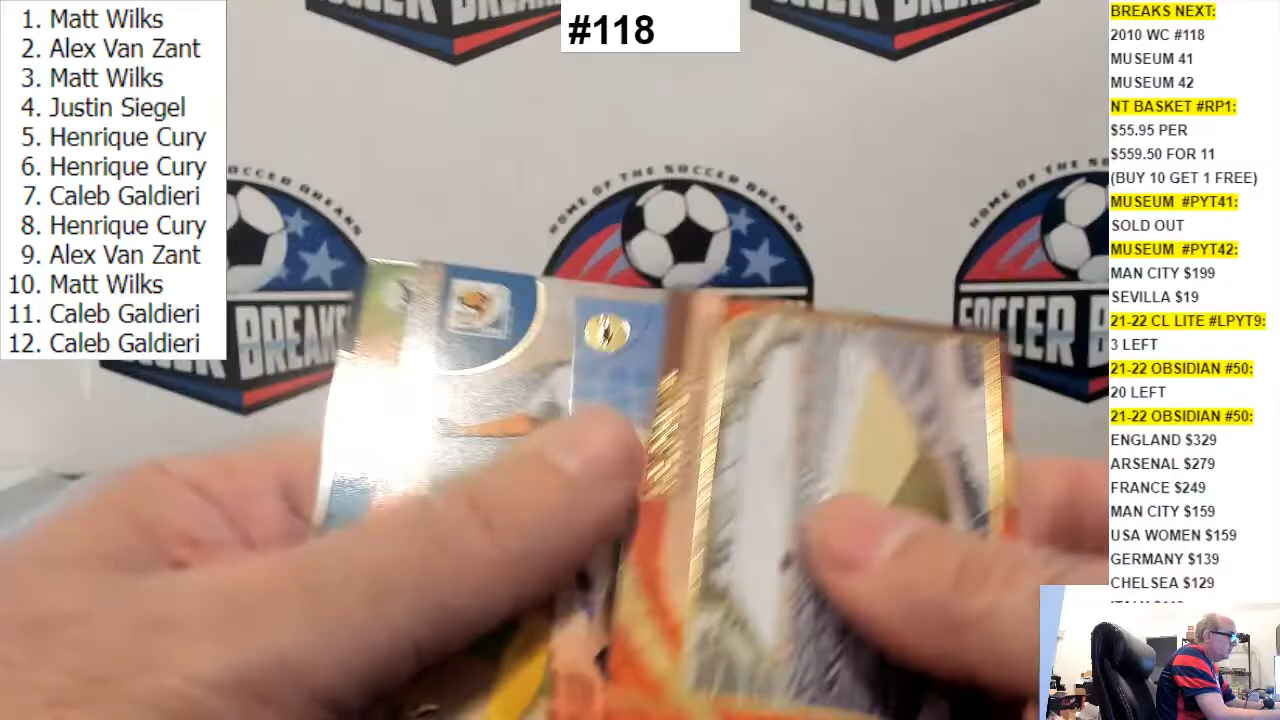 1. Matt Wilks
2. Alex Van Zant
3. Matt Wilks
4. Justin Siegel
5. Henrique Cury
6. Henrique Cury
7. Caleb Galdieri
8. Henrique Cury
9. Alex Van Zant
10. Matt Wilks
11. Caleb Galdieri
12. Caleb Galdieri
#118
SOCCER BREAKS
HOME OF THE SOCCER BREAKS
SOCCER BREAK
BREAKS NEXT:
2010 WC #118
MUSEUM 41
MUSEUM 42
NT BASKET #RP1:
$55.95 PER
$559.50 FOR 11
(BUY 10 GET 1 FREE)
MUSEUM #PYT41:
SOLD OUT
MUSEUM #PYT42:
MAN CITY $199
SEVILLA $19
21-22 CL LITE #LPYT9:
3 LEFT
21-22 OBSIDIAN #50:
20 LEFT
21-22 OBSIDIAN #50:
ENGLAND $329
ARSENAL $279
FRANCE $249
MAN CITY $159
USA WOMEN $159
GERMANY $139
CHELSEA $129